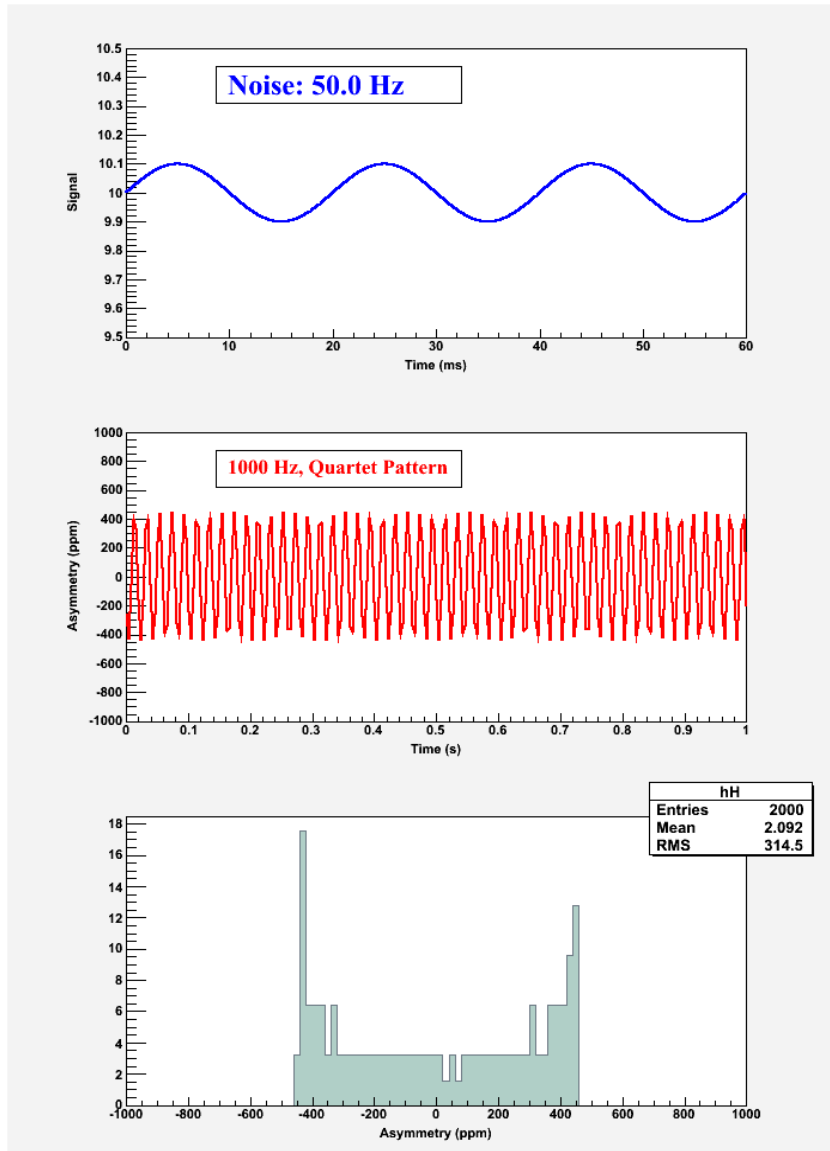 10.5
10.4
10.3
10.2
10.1
10
9.9
9.8
9.7
9.6
9.5
Signal
Noise: 50.0 Hz
0 10 20 30 40 50 60
Time (ms)
1000
800
600
400
200
0
-200
-400
-600
-800
-1000
Asymmetry (ppm)
1000 Hz, Quartet Pattern
0 0.1 0.2 0.3 0.4 0.5 0.6 0.7 0.8 0.9 1
Time (s)
hH
Entries 2000
Mean 2.092
RMS 314.5
18
16
14
12
10
8
6
4
2
0
-1000 -800 -600 -400 -200 0 200 400 600 800 1000
Asymmetry (ppm)